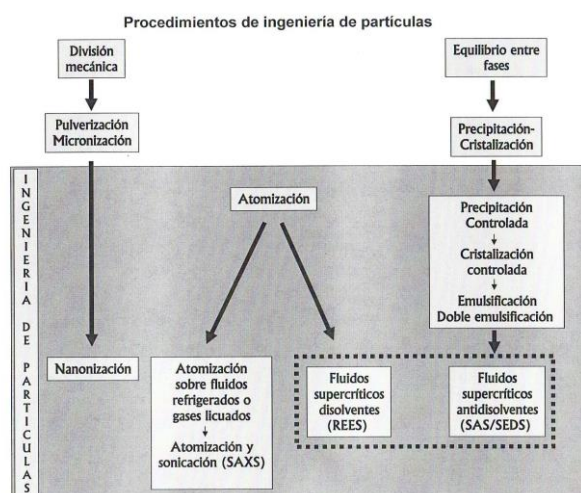 Procedimientos de ingeniería de partículas
División
mecánica
Equilibrio entre
fases
Pulverización
Micronización
Precipitación-
Cristalización
INGENIERIA DE PARTICULAS
Atomización
Precipitación
Controlada
Cristalización
controlada
Emulsificación
Doble emulsificación
Nanonización
Atomización
sobre fluidos
refrigerados o
gases licuados
Atomización y
sonicación (SAXS)
Fluidos
supercríticos
disolventes
(REES)
Fluidos
supercríticos
antidisolventes
(SAS/SEDS)